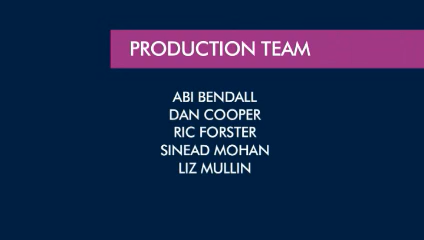 PRODUCTION TEAM
ABI BENDALL
DAN COOPER
RIC FORSTER
SINEAD MOHAN
LIZ MULLIN